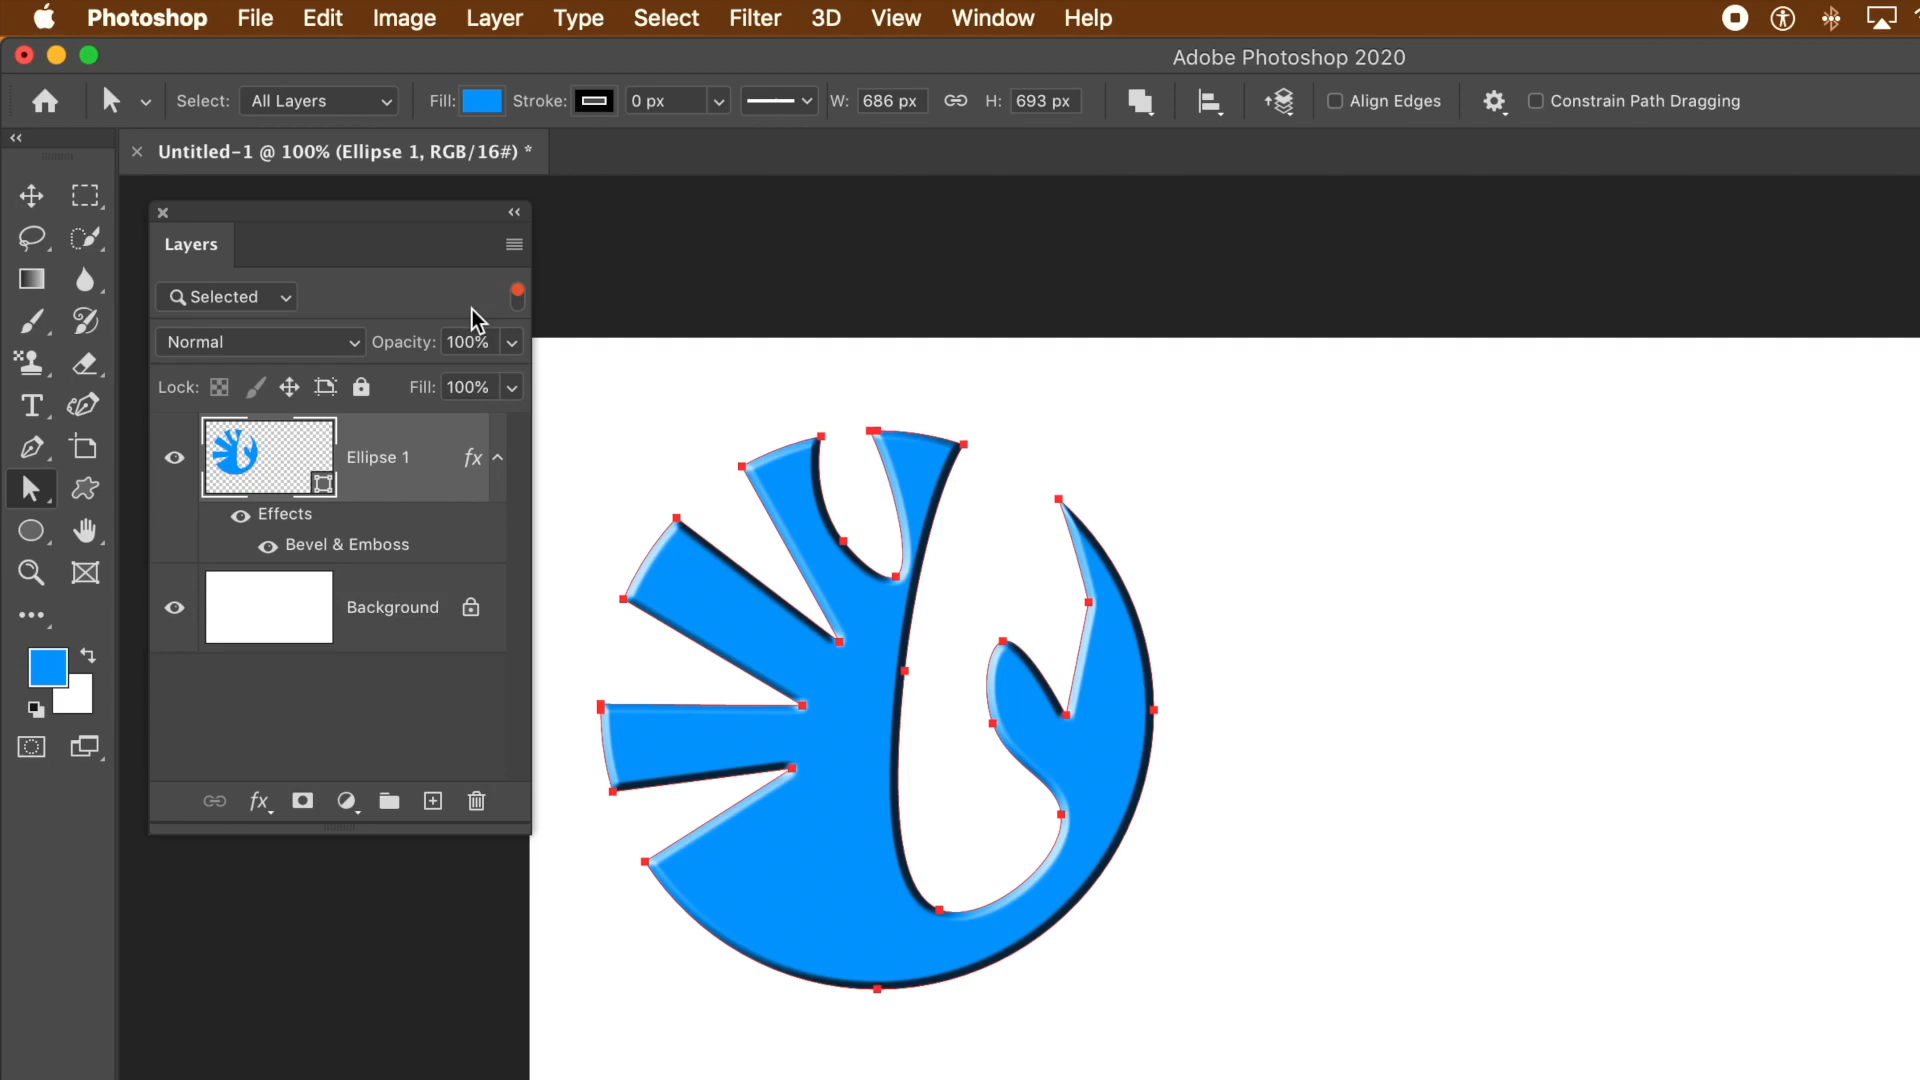 Photoshop File Edit Image Layer Type Select Filter 3D View Window Help
Adobe Photoshop 2020
Select: All Layers Fill: Stroke: 0 px W: 686 px H: 693 px Align Edges Constrain Path Dragging
Untitled-1 @ 100% (Ellipse 1, RGB/16#) *
Layers
Selected
Normal Opacity: 100%
Lock: Fill: 100%
Ellipse 1 fx
Effects
Bevel & Emboss
Background
fx